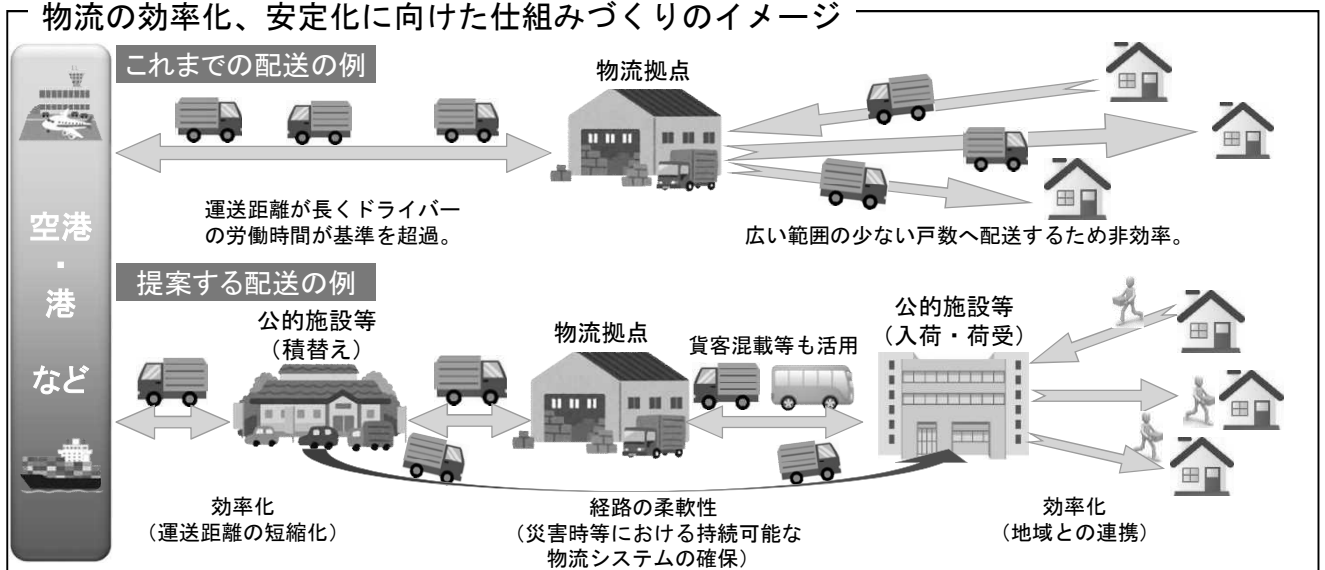 物流の効率化、安定化に向けた仕組みづくりのイメージ
空港
・
港
など
これまでの配送の例
物流拠点
運送距離が長くドライバー
の労働時間が基準を超過。
広い範囲の少ない戸数へ配送するため非効率。
提案する配送の例
公的施設等
（積替え）
物流拠点
貨客混載等も活用
公的施設等
（入荷・荷受）
効率化
（運送距離の短縮化）
経路の柔軟性
（災害時等における持続可能な
物流システムの確保）
効率化
（地域との連携）